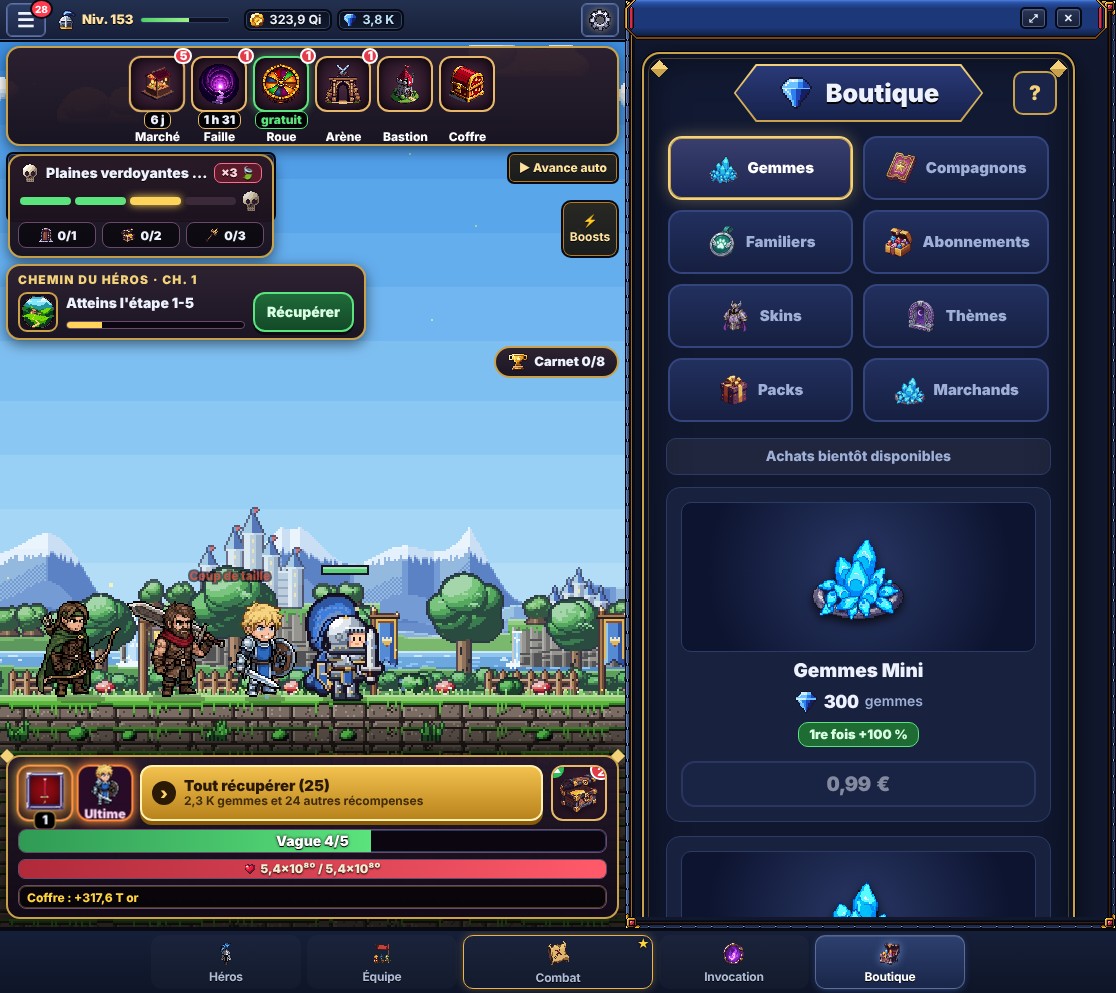 28
Niv. 153
323,9 Qi
3,8 K
5
1
1
1
6 j
1 h 31
gratuit
Marché
Faille
Roue
Arène
Bastion
Coffre
Plaines verdoyantes ...
×3
▶ Avance auto
0/1
0/2
0/3
Boosts
CHEMIN DU HÉROS · CH. 1
Atteins l'étape 1-5
Récupérer
Carnet 0/8
Coup de taille
Ultime
1
Tout récupérer (25)
2,3 K gemmes et 24 autres récompenses
Vague 4/5
5,4×10⁸⁰ / 5,4×10⁸⁰
Coffre : +317,6 T or
Boutique
?
Gemmes
Compagnons
Familiers
Abonnements
Skins
Thèmes
Packs
Marchands
Achats bientôt disponibles
Gemmes Mini
300 gemmes
1re fois +100 %
0,99 €
Héros
Équipe
Combat
Invocation
Boutique